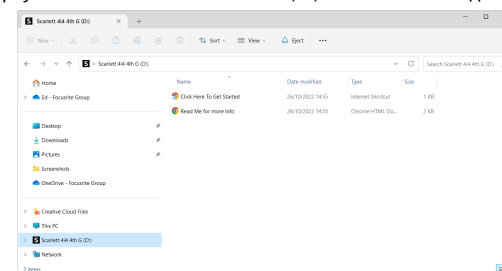 Scarlett 4i4 4th G (D:)
New
Sort
View
Eject
Scarlett 4i4 4th G (D:)
Search Scarlett 4i4 4th G (D:)
Name
Date modified
Type
Size
Home
Ed - Focusrite Group
Desktop
Downloads
Pictures
Screenshots
OneDrive - Focusrite Group
Creative Cloud Files
This PC
Scarlett 4i4 4th G (D:)
Network
Click Here To Get Started 26/10/2022 14:55 Internet Shortcut 1 KB
Read Me for more Info 26/10/2022 14:55 Chrome HTML Do... 2 KB
2 items